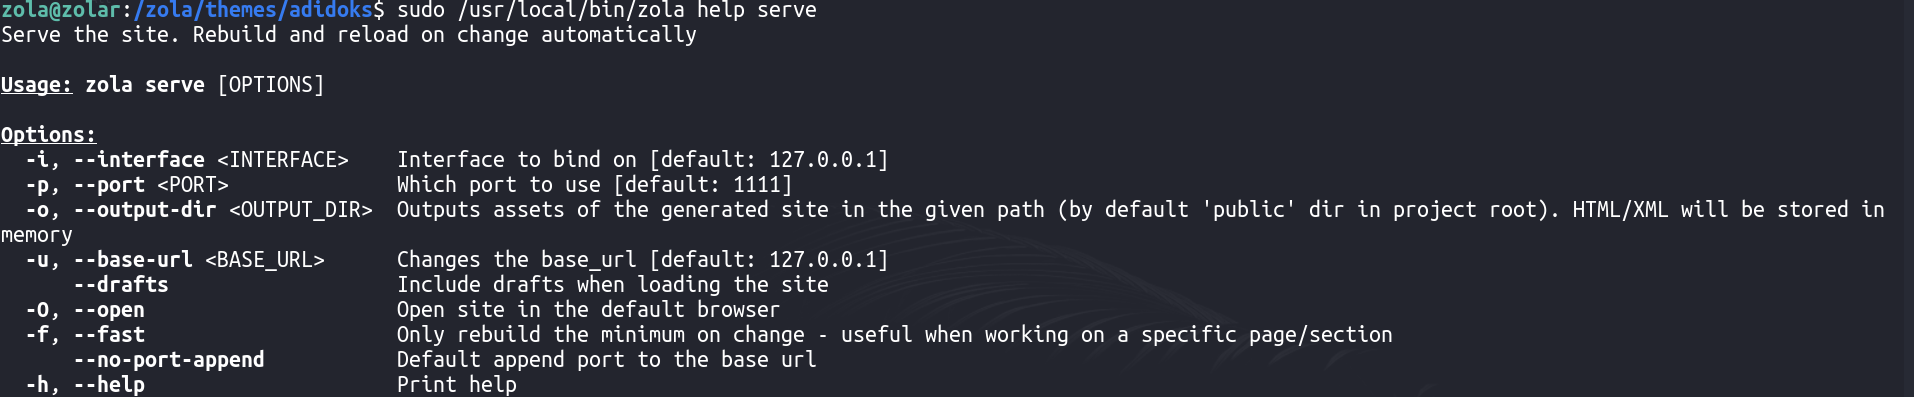 zola@zolar:/zola/themes/adidoks$ sudo /usr/local/bin/zola help serve
Serve the site. Rebuild and reload on change automatically
Usage: zola serve [OPTIONS]
Options:
-i, --interface <INTERFACE> Interface to bind on [default: 127.0.0.1]
-p, --port <PORT> Which port to use [default: 1111]
-o, --output-dir <OUTPUT_DIR> Outputs assets of the generated site in the given path (by default 'public' dir in project root). HTML/XML will be stored in
memory
-u, --base-url <BASE_URL> Changes the base_url [default: 127.0.0.1]
--drafts Include drafts when loading the site
-O, --open Open site in the default browser
-f, --fast Only rebuild the minimum on change - useful when working on a specific page/section
--no-port-append Default append port to the base url
-h, --help Print help